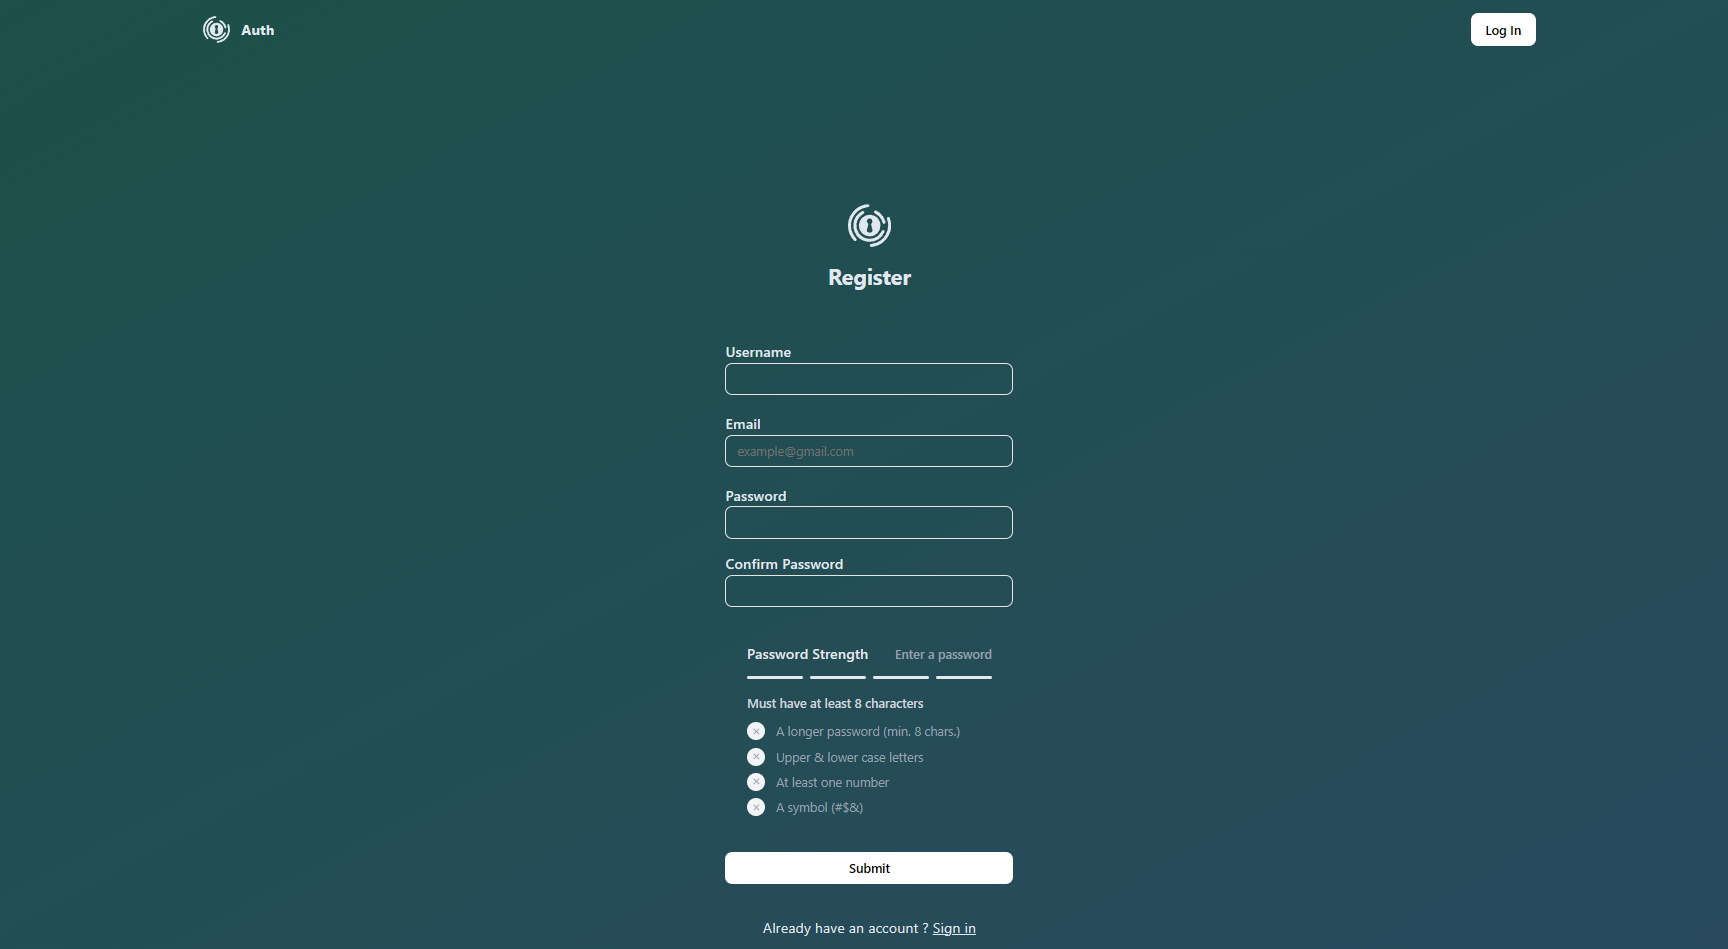 Auth
Log In
Register
Username
Email
example@gmail.com
Password
Confirm Password
Password Strength Enter a password
Must have at least 8 characters
A longer password (min. 8 chars.)
Upper & lower case letters
At least one number
A symbol (#$&)
Submit
Already have an account ? Sign in